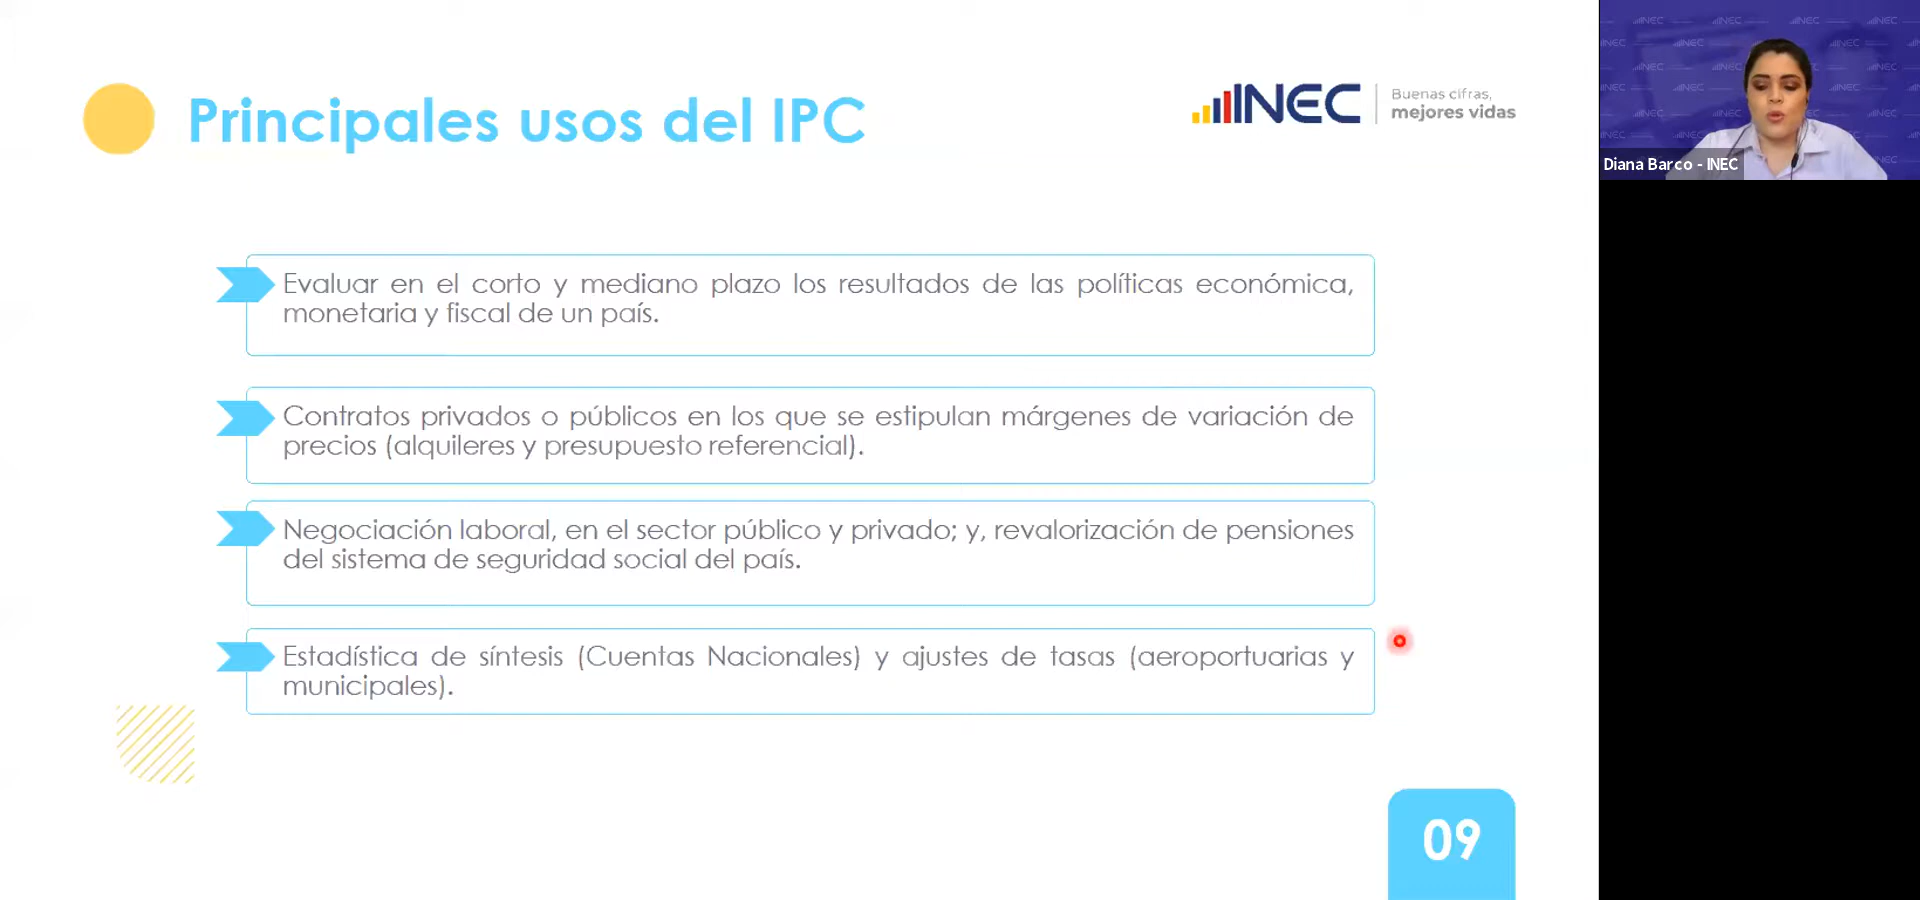 Principales usos del IPC
INEC
Buenas cifras,
mejores vidas
Evaluar en el corto y mediano plazo los resultados de las políticas económica,
monetaria y fiscal de un país.
Contratos privados o públicos en los que se estipulan márgenes de variación de
precios (alquileres y presupuesto referencial).
Negociación laboral, en el sector público y privado; y, revalorización de pensiones
del sistema de seguridad social del país.
Estadística de síntesis (Cuentas Nacionales) y ajustes de tasas (aeroportuarias y
municipales).
09
Diana Barco - INEC